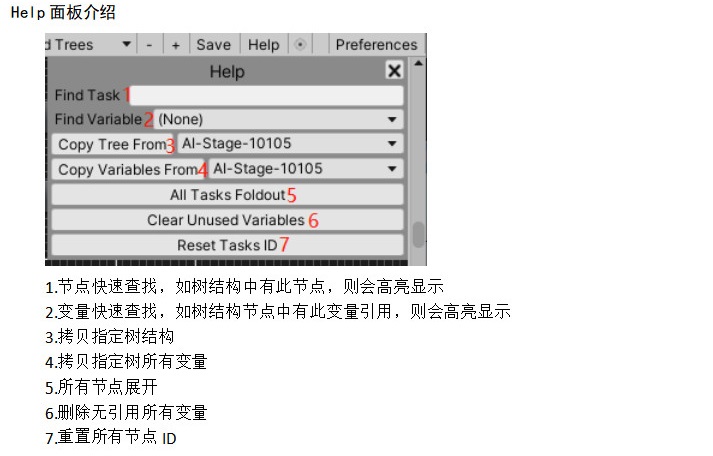 Help 面板介绍
d Trees - + Save Help Preferences
Help X
Find Task 1
Find Variable 2 (None)
Copy Tree From 3 AI-Stage-10105
Copy Variables From 4 AI-Stage-10105
All Tasks Foldout 5
Clear Unused Variables 6
Reset Tasks ID 7
1.节点快速查找，如树结构中有此节点，则会高亮显示
2.变量快速查找，如树结构节点中有此变量引用，则会高亮显示
3.拷贝指定树结构
4.拷贝指定树所有变量
5.所有节点展开
6.删除无引用所有变量
7.重置所有节点 ID